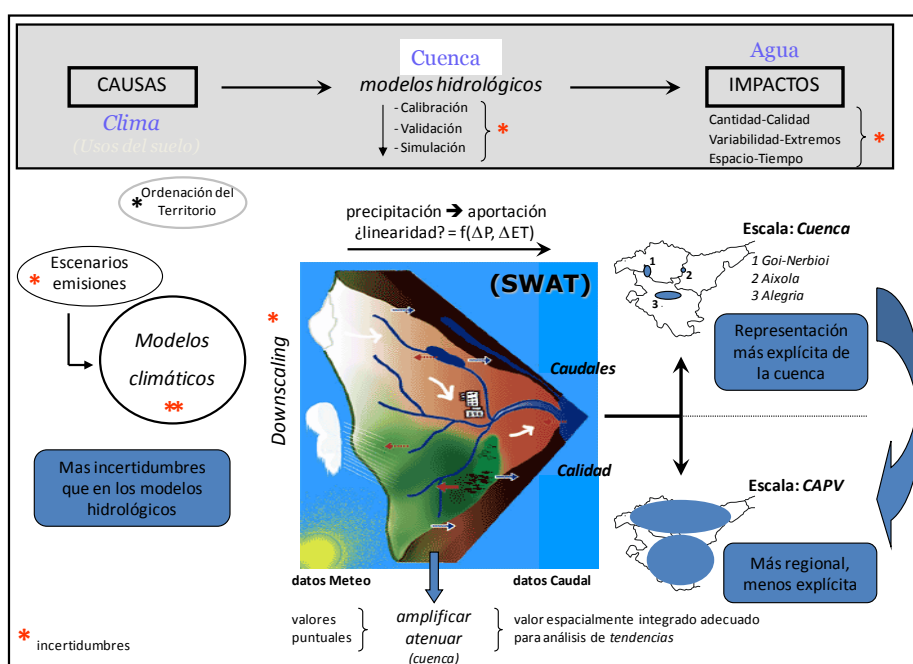 Cuenca
Agua
CAUSAS
modelos hidrológicos
IMPACTOS
Clima
(Usos del suelo)
- Calibración
- Validación
- Simulación
*
Cantidad-Calidad
Variabilidad-Extremos
Espacio-Tiempo
*
* Ordenación del
Territorio
precipitación ➔ aportación
¿linearidad? = f(ΔP, ΔET)
Escenarios
* emisiones
Modelos
climáticos
**
Mas incertidumbres
que en los modelos
hidrológicos
Downscaling *
(SWAT)
Caudales
Calidad
datos Meteo
datos Caudal
valores
puntuales
amplificar
atenuar
(cuenca)
valor espacialmente integrado adecuado
para análisis de tendencias
Escala: Cuenca
1
2
3
1 Goi-Nerbioi
2 Aixola
3 Alegria
Representación
más explícita de
la cuenca
Escala: CAPV
Más regional,
menos explícita
* incertidumbres